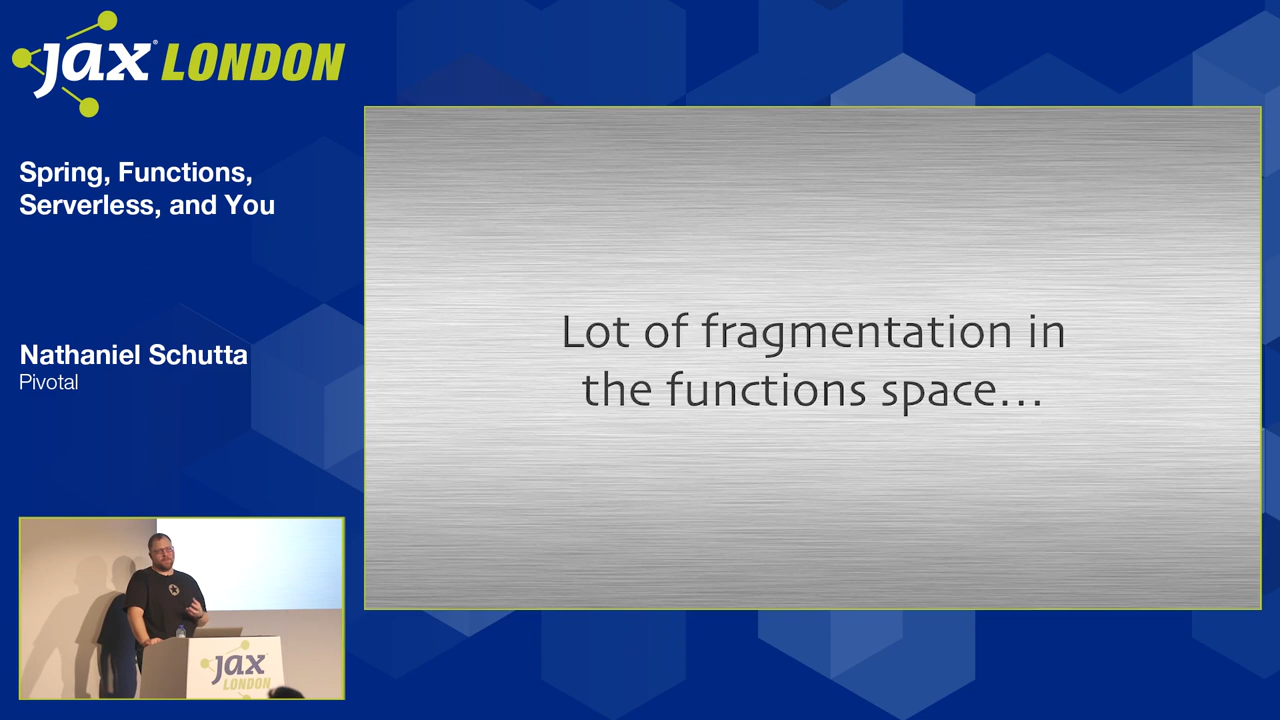 jax LONDON
Spring, Functions,
Serverless, and You
Nathaniel Schutta
Pivotal
Lot of fragmentation in
the functions space...
jax
LONDON